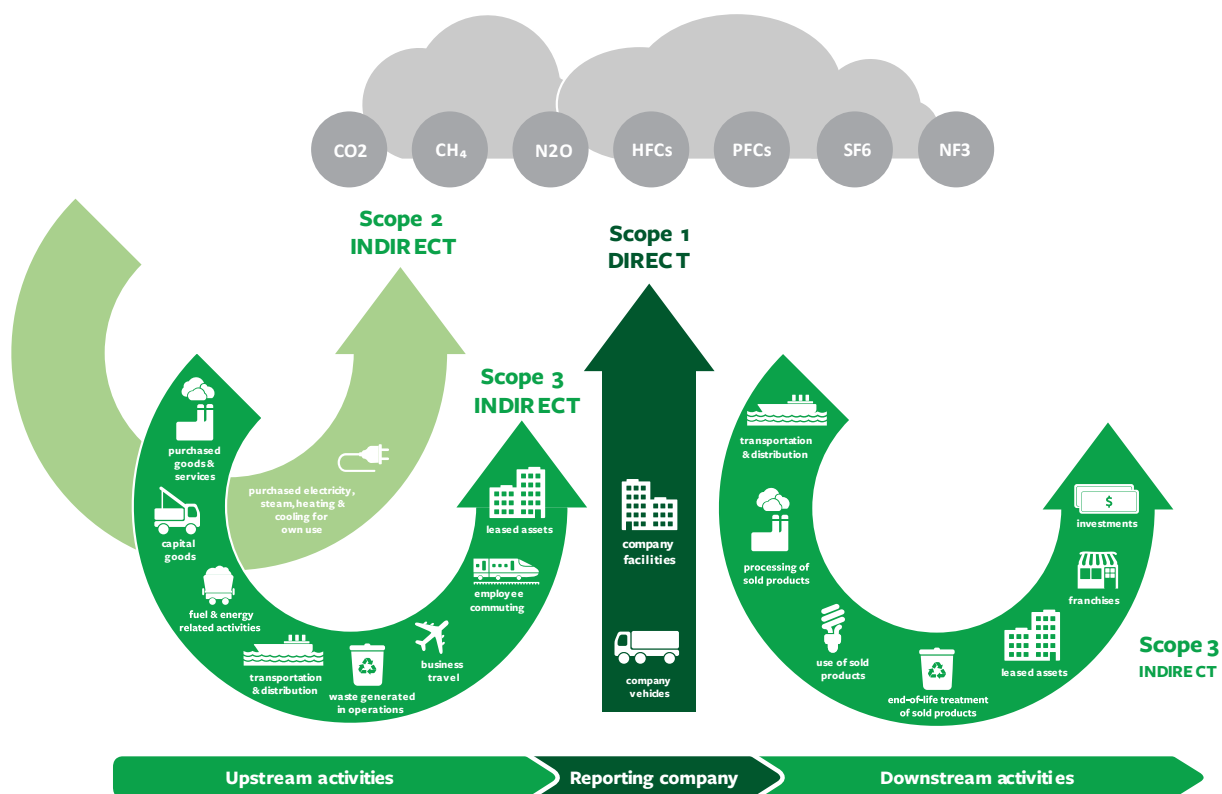 CO2
CH₄
N2O
HFCs
PFCs
SF6
NF3
Scope 2
INDIRECT
Scope 1
DIRECT
Scope 3
INDIRECT
purchased
goods &
services
capital
goods
fuel & energy
related activities
transportation
& distribution
waste generated
in operations
business
travel
employee
commuting
leased assets
purchased electricity,
steam, heating &
cooling for
own use
company
facilities
company
vehicles
transportation
& distribution
processing of
sold products
use of sold
products
end-of-life treatment
of sold products
leased assets
franchises
$
investments
Scope 3
INDIRECT
Upstream activities
Reporting company
Downstream activities